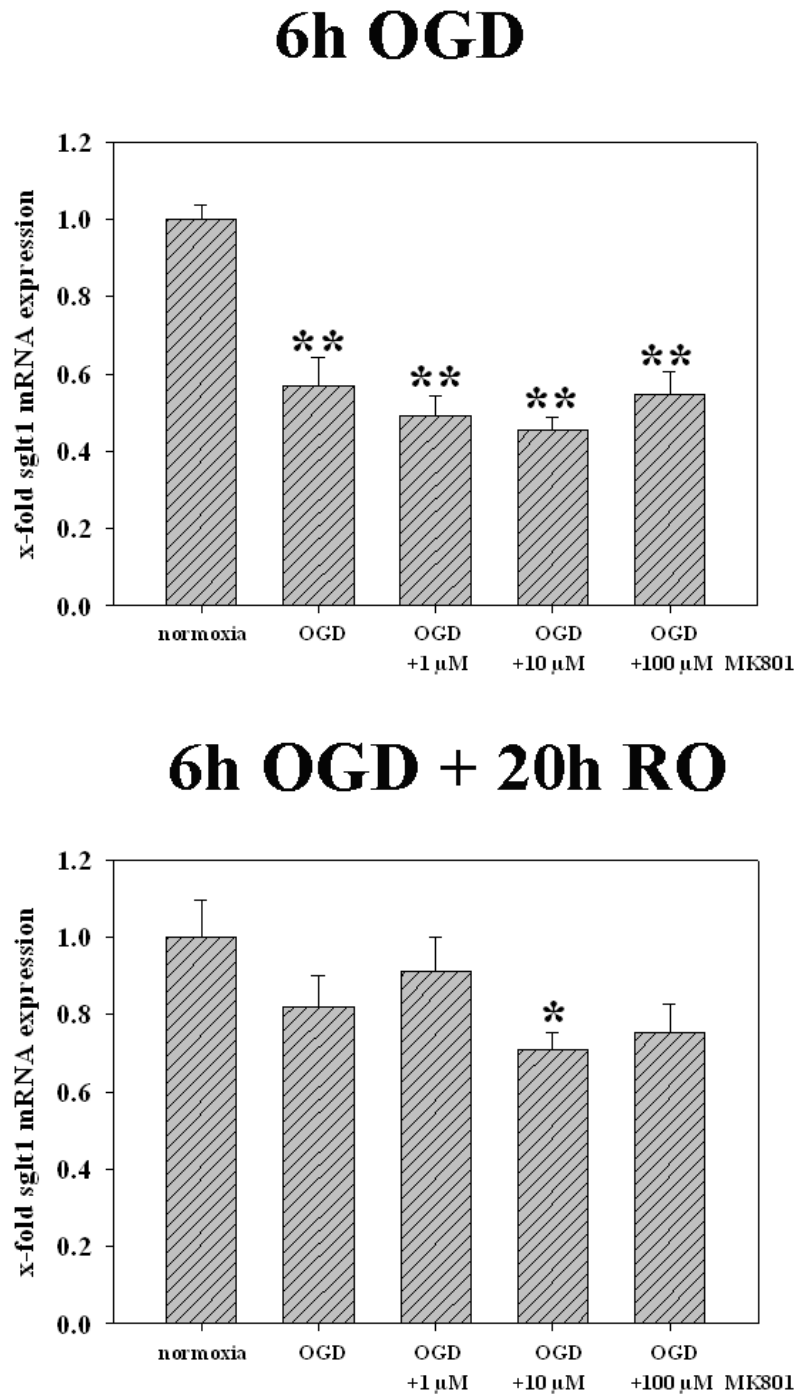 6h OGD
x-fold sglt1 mRNA expression
1.2
1.0
0.8
0.6
0.4
0.2
0.0
** ** ** **
normoxia OGD OGD OGD OGD
+1 µM +10 µM +100 µM MK801
6h OGD + 20h RO
x-fold sglt1 mRNA expression
1.2
1.0
0.8
0.6
0.4
0.2
0.0
*
normoxia OGD OGD OGD OGD
+1 µM +10 µM +100 µM MK801